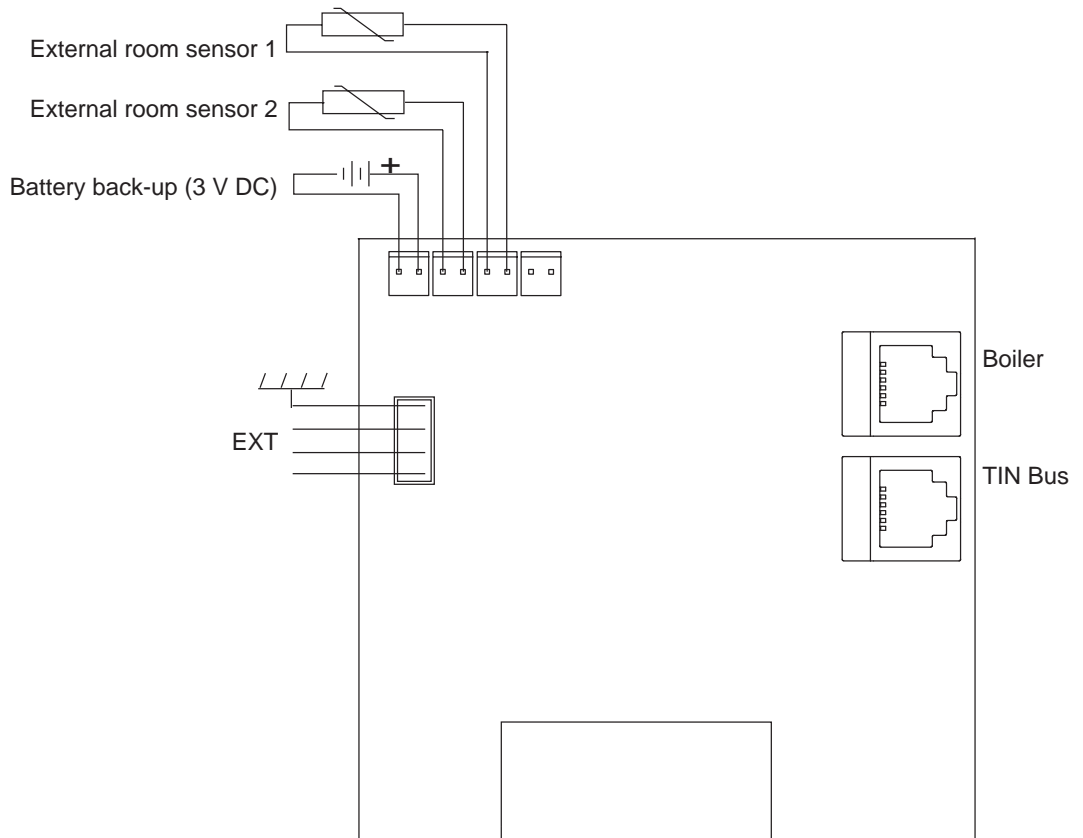 External room sensor 1
External room sensor 2
+
Battery back-up (3 V DC)
Boiler
EXT
TIN Bus